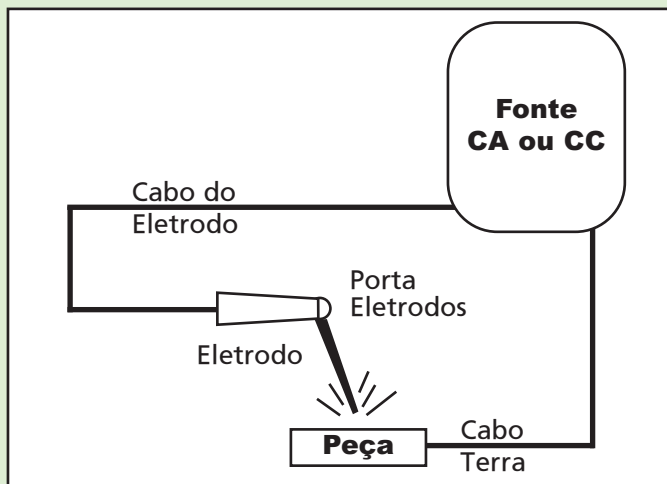 Fonte
CA ou CC
Cabo do
Eletrodo
Porta
Eletrodos
Eletrodo
Peça
Cabo
Terra